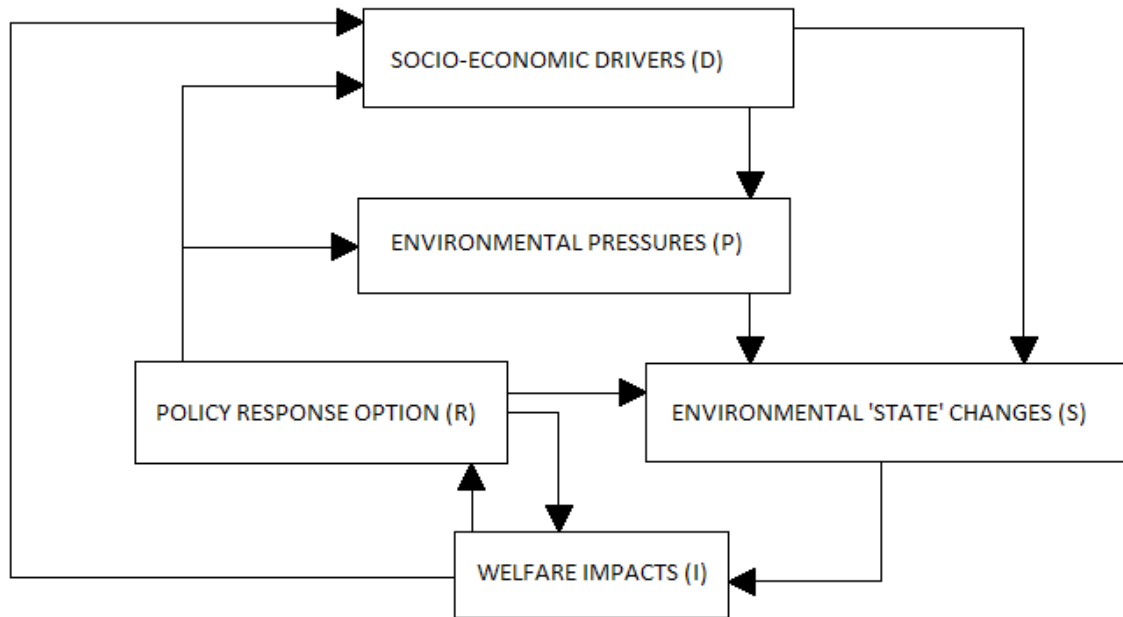 SOCIO-ECONOMIC DRIVERS (D)
ENVIRONMENTAL PRESSURES (P)
POLICY RESPONSE OPTION (R)
ENVIRONMENTAL 'STATE' CHANGES (S)
WELFARE IMPACTS (I)